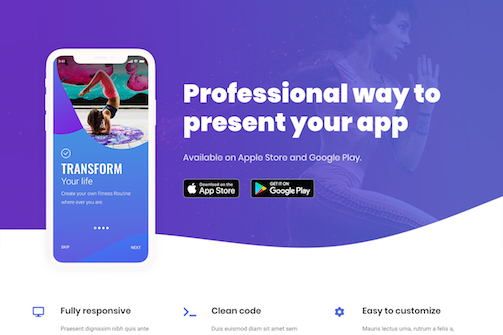 Professional way to
present your app
Available on Apple Store and Google Play.
Download on the
App Store
GET IT ON
Google Play
TRANSFORM
Your life
Create your own Fitness Routine
where ever you are
SKIP
NEXT
Fully responsive
Praesent dignissim nibh quis ante
Clean code
Duis euismod diam sit amet sem
Easy to customize
Mauris lectus urna, rutrum a felis a,